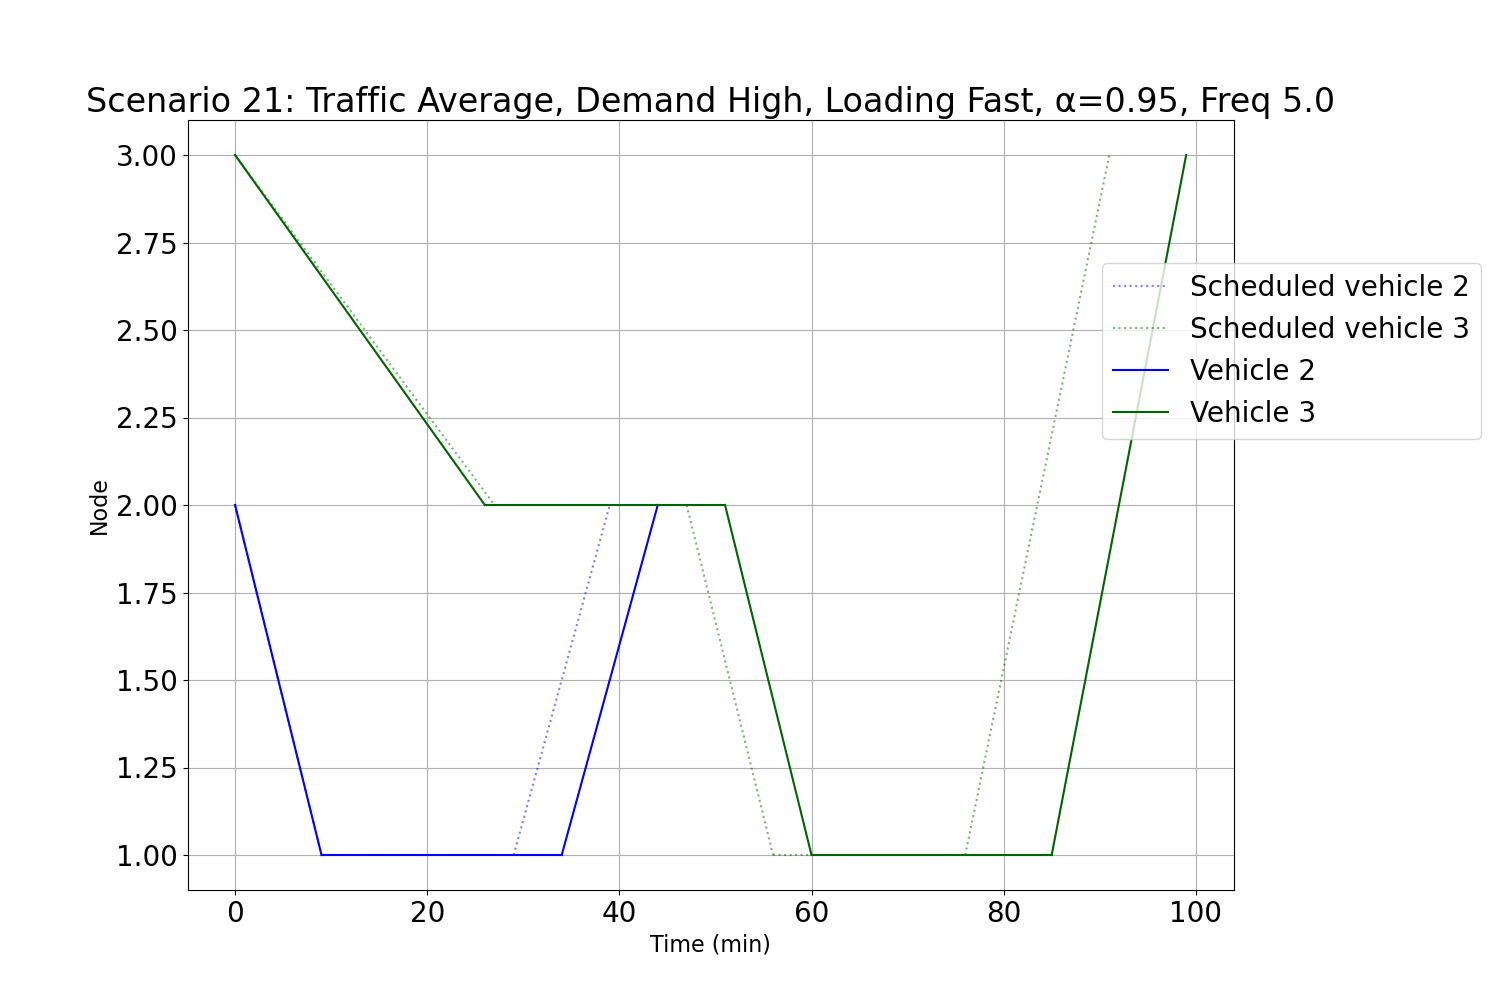 Scenario 21: Traffic Average, Demand High, Loading Fast, α=0.95, Freq 5.0
3.00
2.75
2.50
2.25
2.00
1.75
1.50
1.25
1.00
Node
0 20 40 60 80 100
Time (min)
Scheduled vehicle 2
Scheduled vehicle 3
Vehicle 2
Vehicle 3